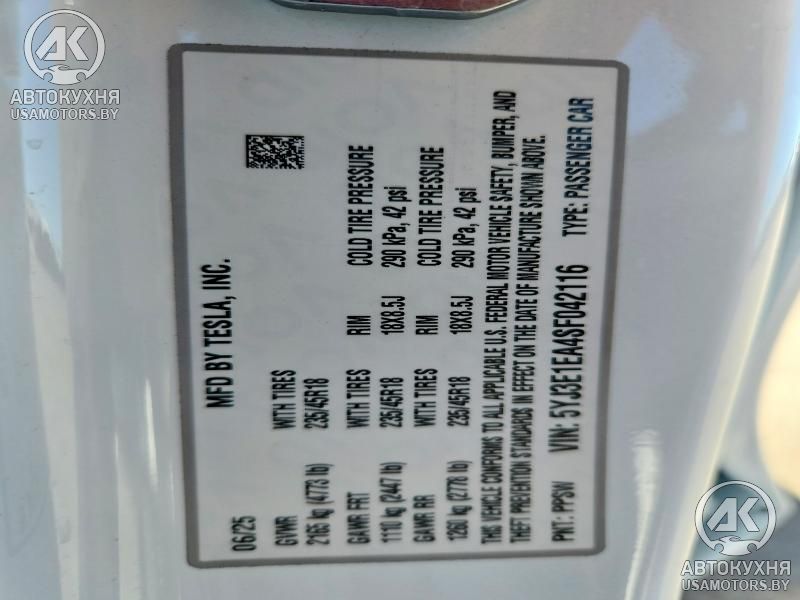 MFD BY TESLA, INC.
06/25
GVWR WITH TIRES
2165 kg (4773 lb) 235/45R18
GAWR FRT WITH TIRES RIM COLD TIRE PRESSURE
1110 kg (2447 lb) 235/45R18 18X8.5J 290 kPa, 42 psi
GAWR RR WITH TIRES RIM COLD TIRE PRESSURE
1260 kg (2778 lb) 235/45R18 18X8.5J 290 kPa, 42 psi
THIS VEHICLE CONFORMS TO ALL APPLICABLE U.S. FEDERAL MOTOR VEHICLE SAFETY, BUMPER, AND
THEFT PREVENTION STANDARDS IN EFFECT ON THE DATE OF MANUFACTURE SHOWN ABOVE.
PNT: PPSW VIN: 5YJ3E1EA4SF042116 TYPE: PASSENGER CAR
АК
АВТОКУХНЯ
USAMOTORS.BY
АК
АВТОКУХНЯ
USAMOTORS.BY